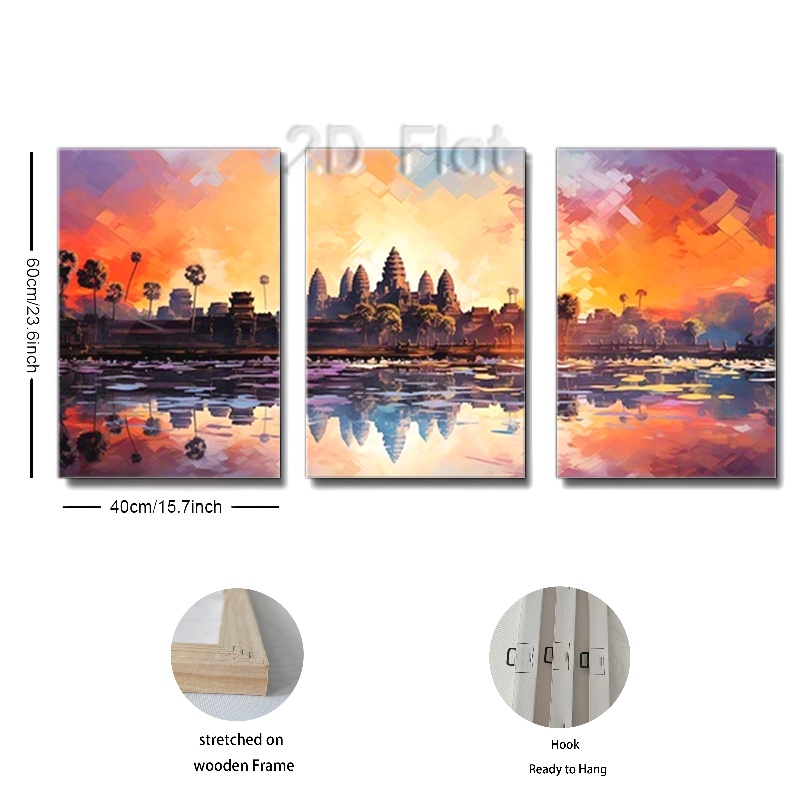 2D Flat
60cm/23.6inch
40cm/15.7inch
stretched on
wooden Frame
Hook
Ready to Hang